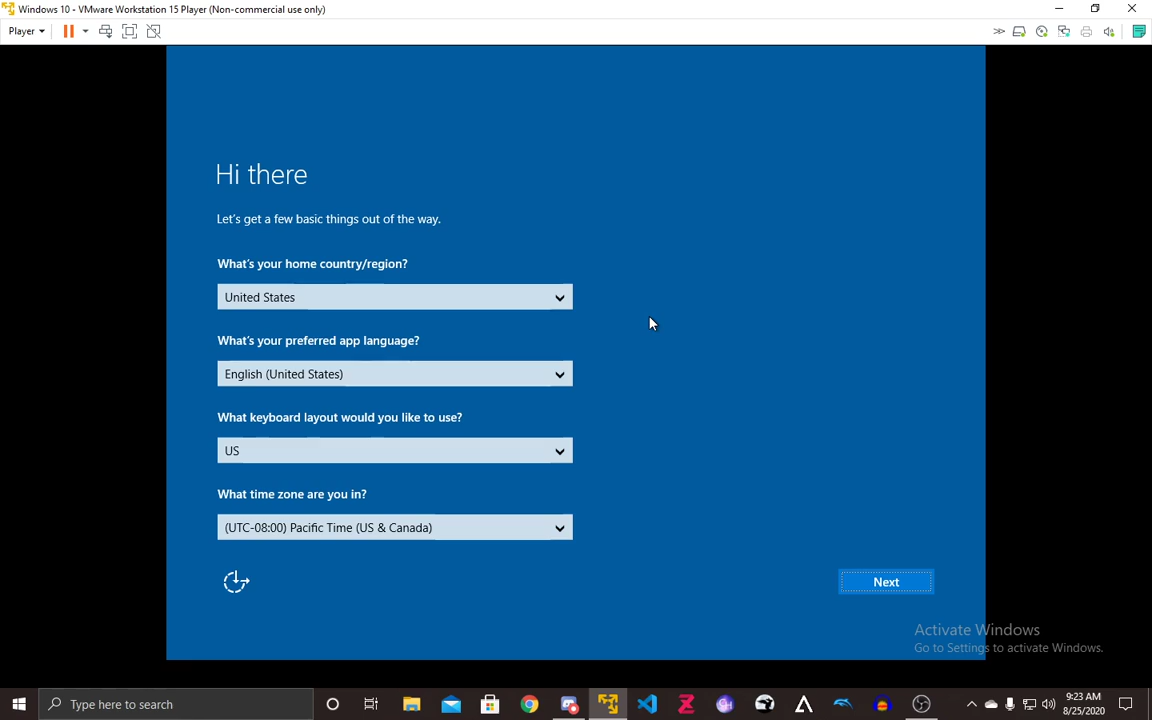 Windows 10 - VMware Workstation 15 Player (Non-commercial use only)
Player
Hi there
Let's get a few basic things out of the way.
What's your home country/region?
United States
What's your preferred app language?
English (United States)
What keyboard layout would you like to use?
US
What time zone are you in?
(UTC-08:00) Pacific Time (US & Canada)
Next
Activate Windows
Go to Settings to activate Windows.
Type here to search
9:23 AM
8/25/2020